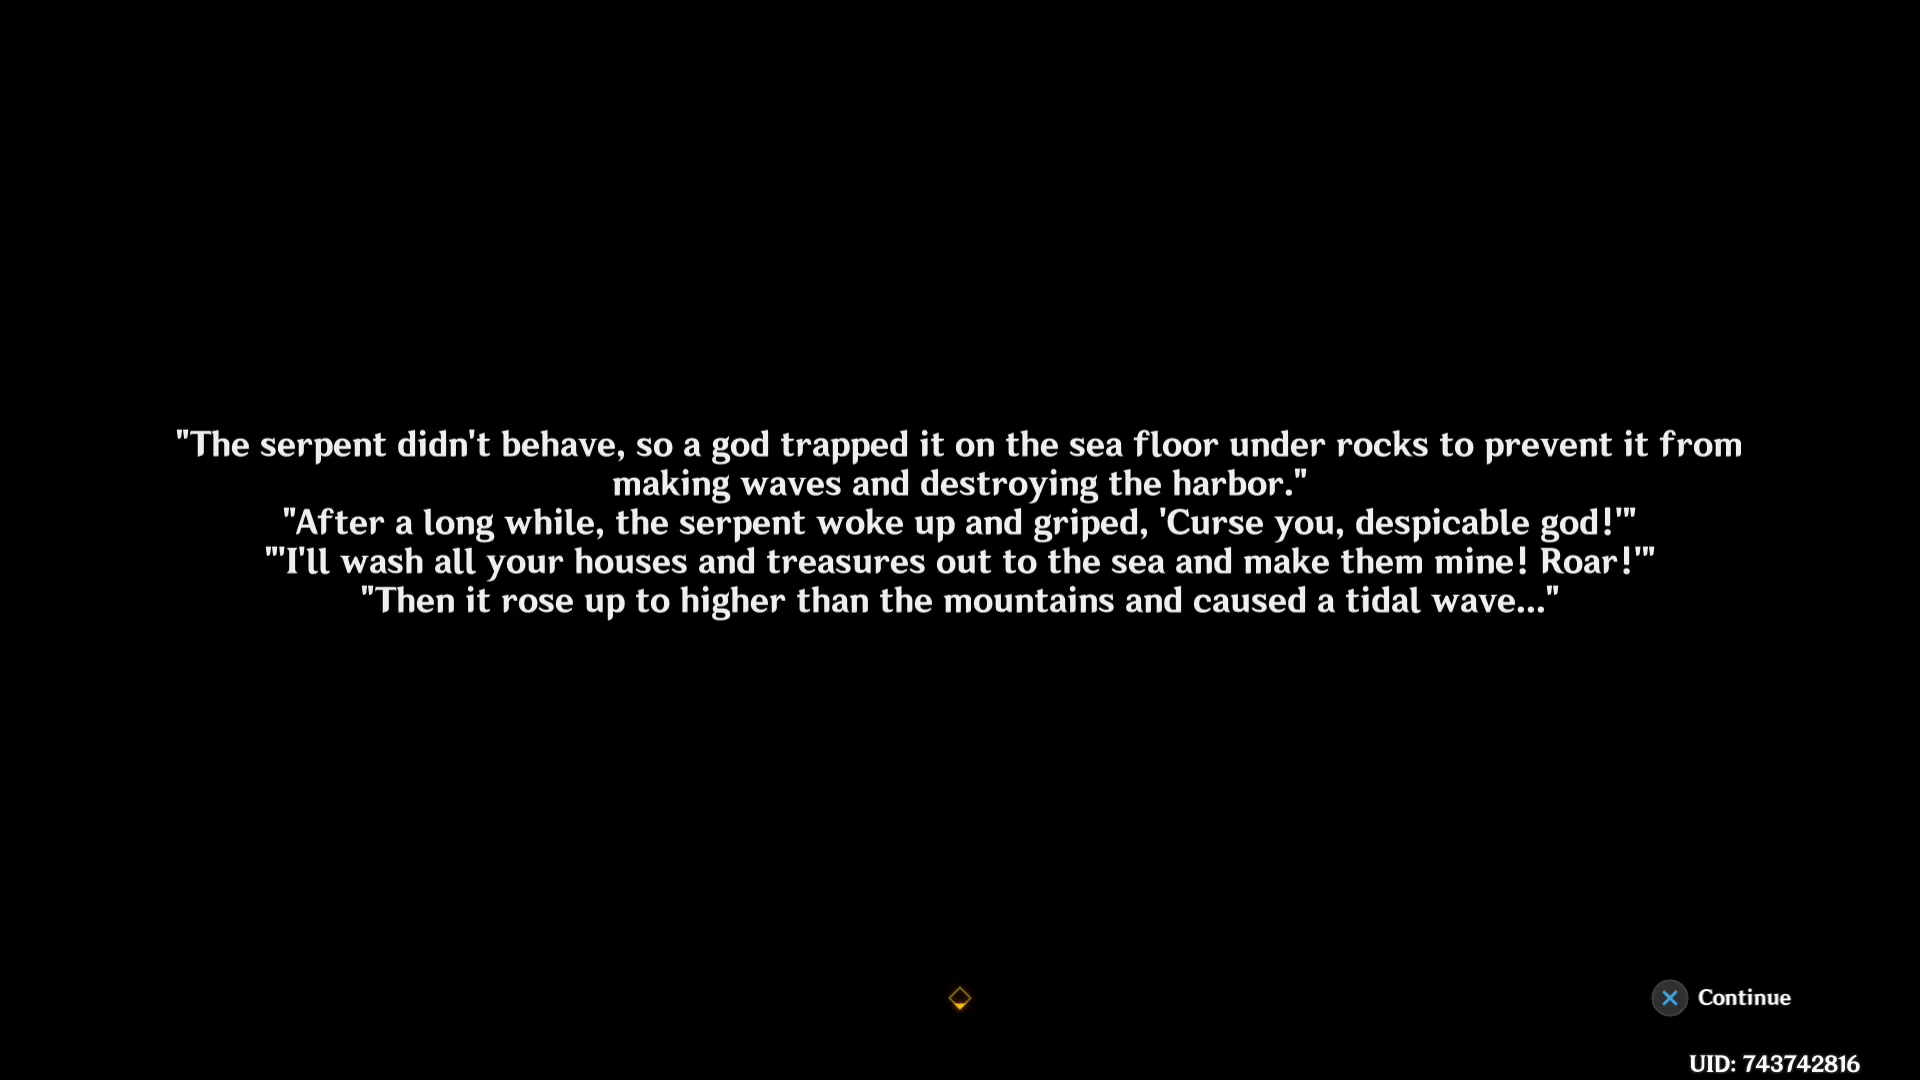 "The serpent didn't behave, so a god trapped it on the sea floor under rocks to prevent it from
making waves and destroying the harbor."
"After a long while, the serpent woke up and griped, 'Curse you, despicable god!'"
"'I'll wash all your houses and treasures out to the sea and make them mine! Roar!'"
"Then it rose up to higher than the mountains and caused a tidal wave..."
Continue
UID: 743742816